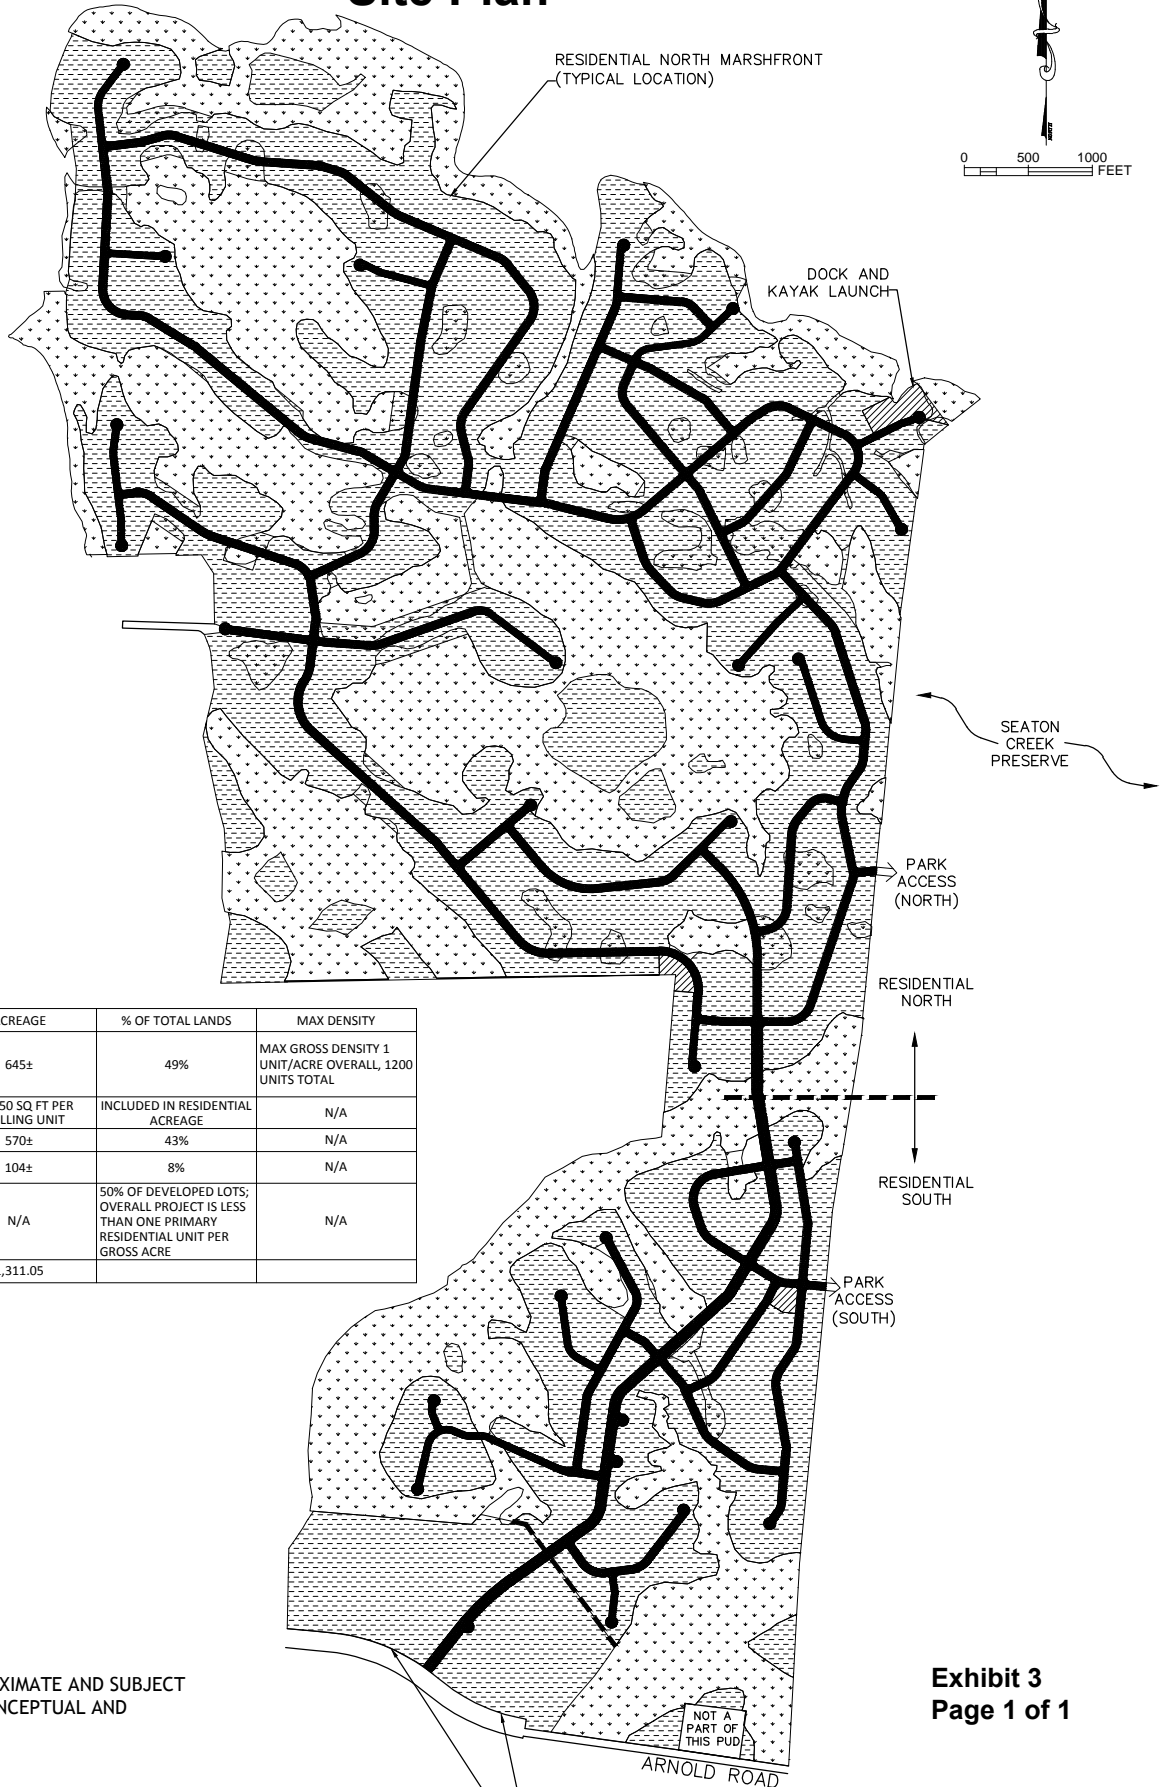 Site Plan
RESIDENTIAL NORTH MARSHFRONT
(TYPICAL LOCATION)
0 500 1000
FEET
DOCK AND
KAYAK LAUNCH
SEATON
CREEK
PRESERVE
PARK
ACCESS
(NORTH)
RESIDENTIAL
NORTH
RESIDENTIAL
SOUTH
PARK
ACCESS
(SOUTH)
CREAGE % OF TOTAL LANDS MAX DENSITY
645± 49% MAX GROSS DENSITY 1
UNIT/ACRE OVERALL, 1200
UNITS TOTAL
50 SQ FT PER
LLING UNIT
INCLUDED IN RESIDENTIAL
ACREAGE
N/A
570± 43% N/A
104± 8% N/A
N/A
50% OF DEVELOPED LOTS;
OVERALL PROJECT IS LESS
THAN ONE PRIMARY
RESIDENTIAL UNIT PER
GROSS ACRE
N/A
,311.05
XIMATE AND SUBJECT
NCEPTUAL AND
NOT A
PART OF
THIS PUD
ARNOLD ROAD
Exhibit 3
Page 1 of 1